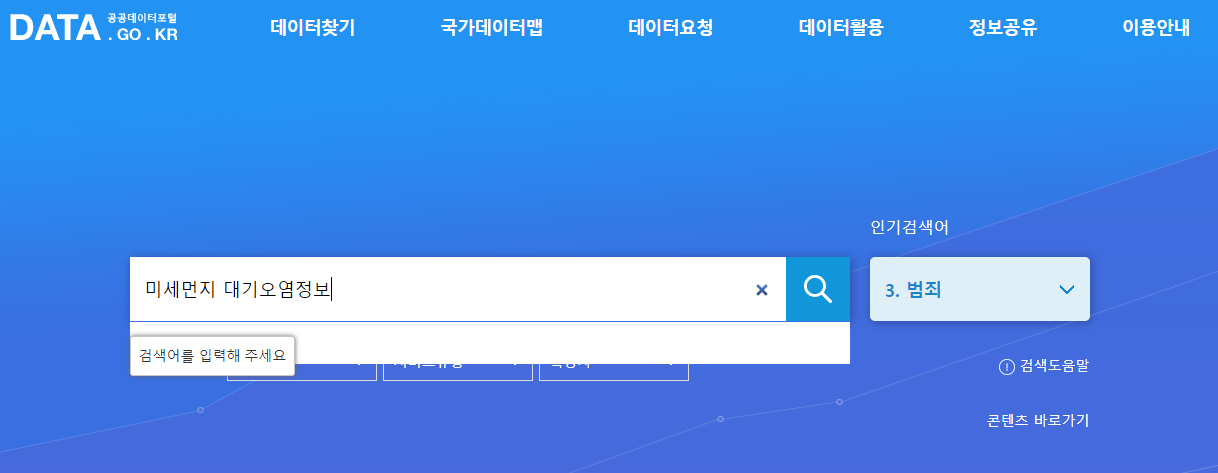 DATA 공공데이터포털
. GO . KR
데이터찾기 국가데이터맵 데이터요청 데이터활용 정보공유 이용안내
인기검색어
미세먼지 대기오염정보
3. 범죄
검색어를 입력해 주세요
검색도움말
콘텐츠 바로가기